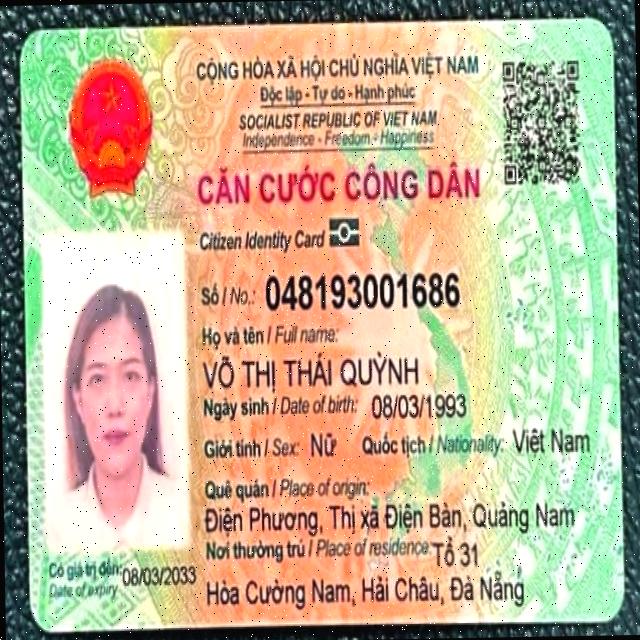 CỘNG HÒA XÃ HỘI CHỦ NGHĨA VIỆT NAM
Độc lập - Tự do - Hạnh phúc
SOCIALIST REPUBLIC OF VIET NAM
Independence - Freedom - Happiness
CĂN CƯỚC CÔNG DÂN
Citizen Identity Card
Số / No.: 048193001686
Họ và tên / Full name:
VÕ THỊ THÁI QUỲNH
Ngày sinh / Date of birth: 08/03/1993
Giới tính / Sex: Nữ Quốc tịch / Nationality: Việt Nam
Quê quán / Place of origin:
Điện Phương, Thị xã Điện Bàn, Quảng Nam
Nơi thường trú / Place of residence: Tổ 31
Hòa Cường Nam, Hải Châu, Đà Nẵng
Có giá trị đến: 08/03/2033
Date of expiry